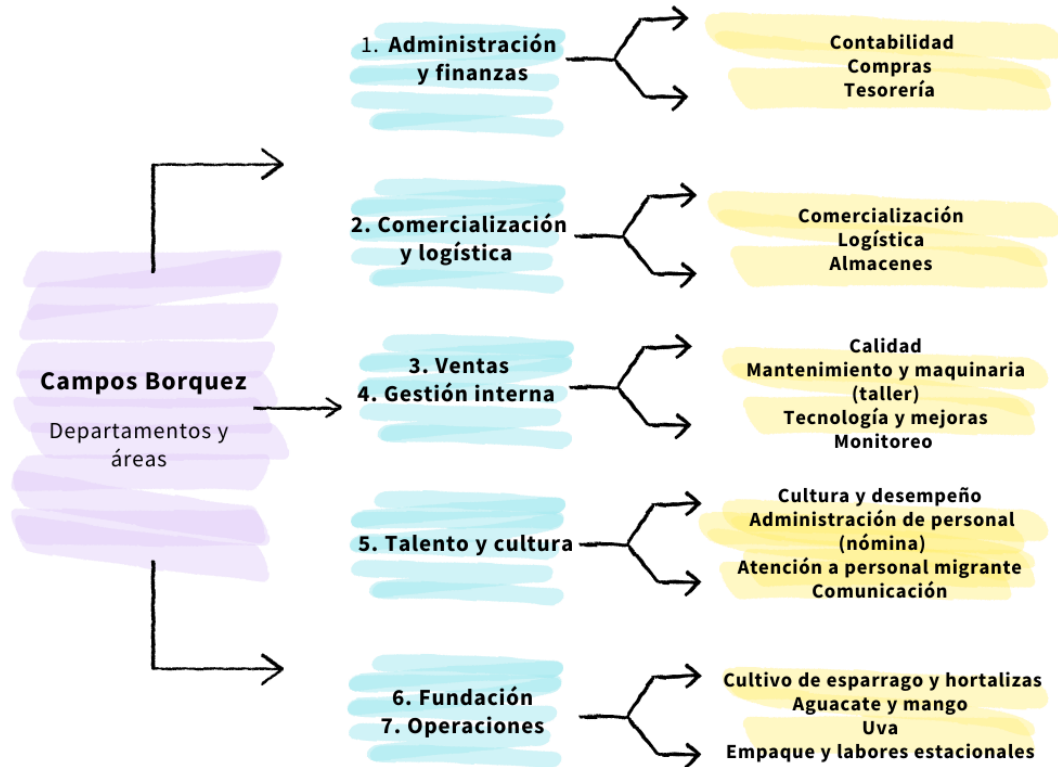 Campos Borquez
Departamentos y
áreas
1. Administración
y finanzas
Contabilidad
Compras
Tesorería
2. Comercialización
y logística
Comercialización
Logística
Almacenes
3. Ventas
4. Gestión interna
Calidad
Mantenimiento y maquinaria
(taller)
Tecnología y mejoras
Monitoreo
5. Talento y cultura
Cultura y desempeño
Administración de personal
(nómina)
Atención a personal migrante
Comunicación
6. Fundación
7. Operaciones
Cultivo de esparrago y hortalizas
Aguacate y mango
Uva
Empaque y labores estacionales